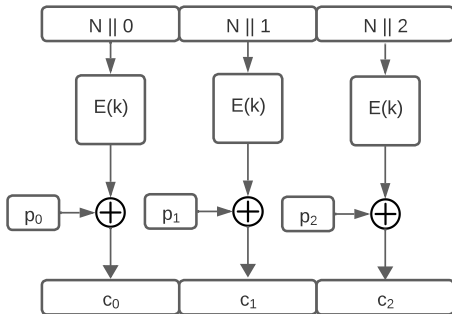 N || 0 N || 1 N || 2
E(k) E(k) E(k)
p₀ p₁ p₂
c₀ c₁ c₂